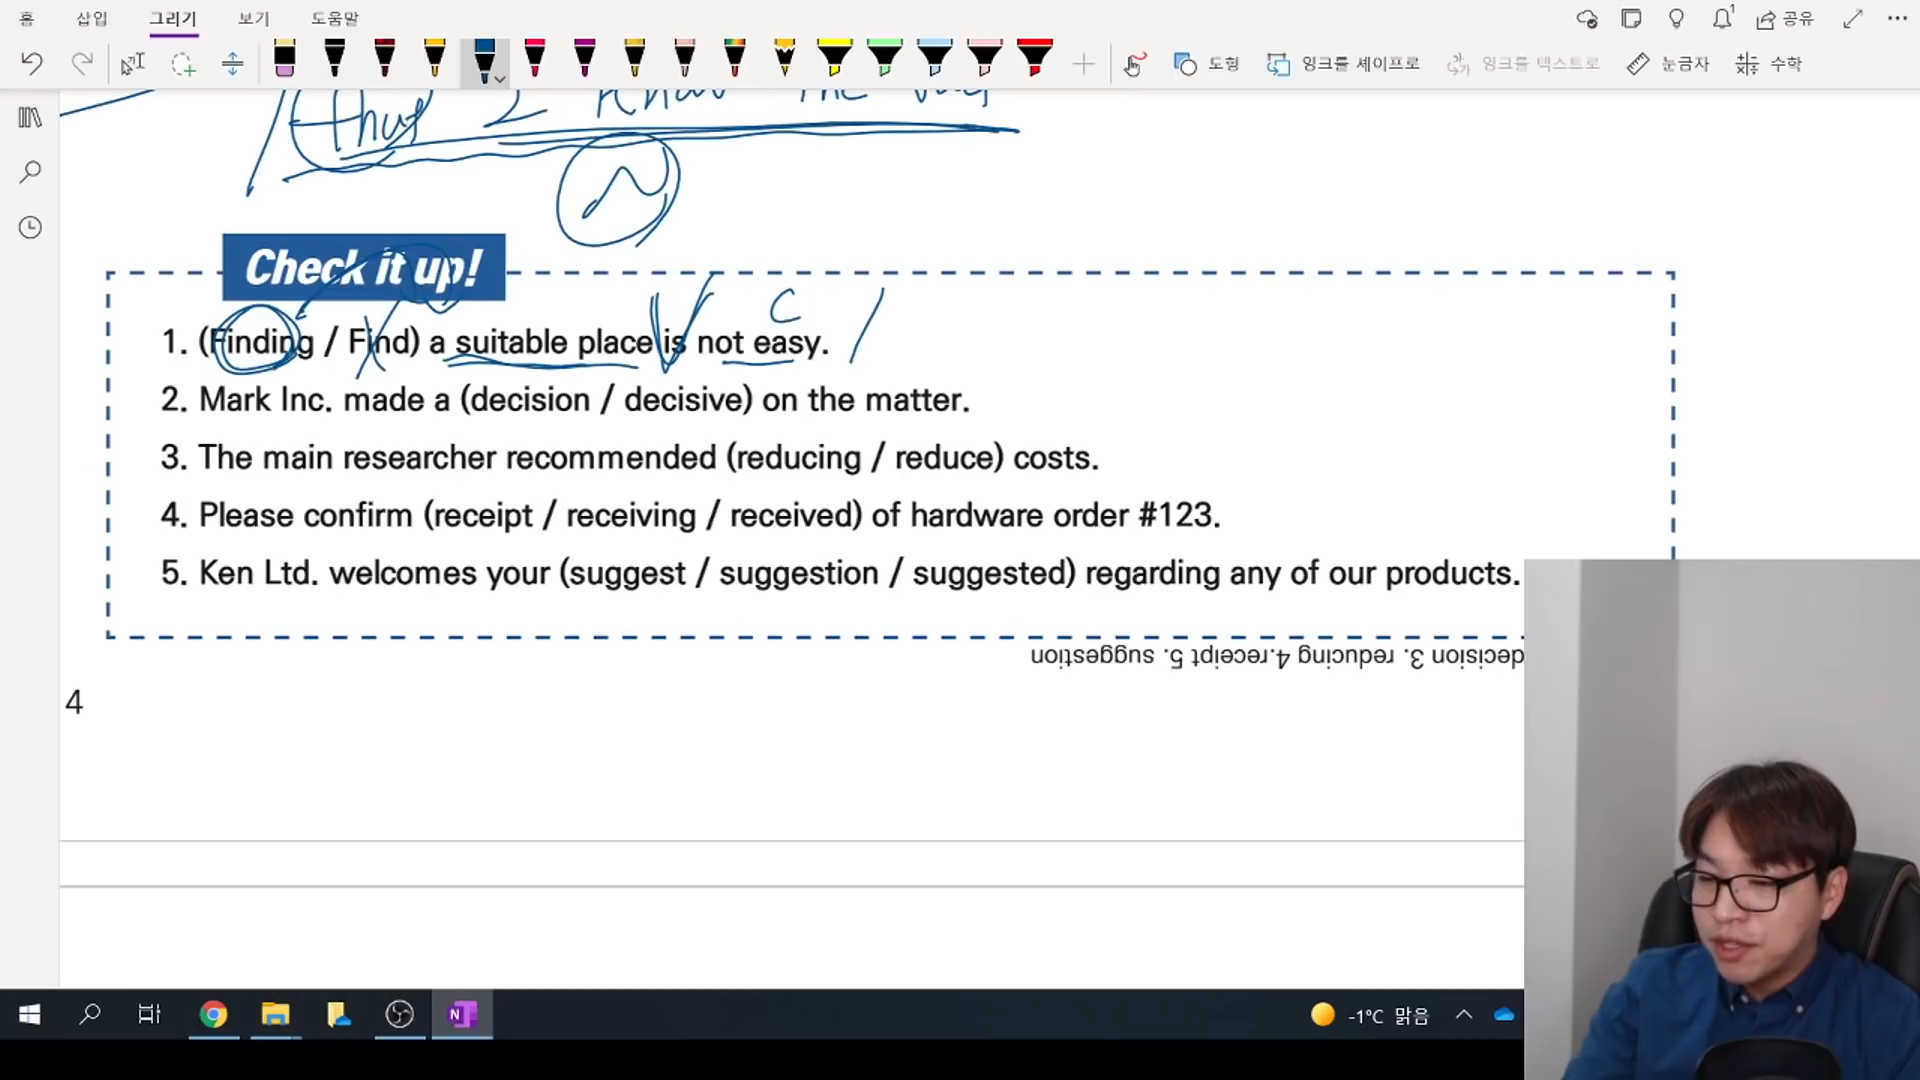 홈 삽입 그리기 보기 도움말 공유
도형 잉크를 셰이프로 잉크를 텍스트로 눈금자 수학
that I know the
N
Check it up!
V C
1. (Finding / Find) a suitable place is not easy.
2. Mark Inc. made a (decision / decisive) on the matter.
3. The main researcher recommended (reducing / reduce) costs.
4. Please confirm (receipt / receiving / received) of hardware order #123.
5. Ken Ltd. welcomes your (suggest / suggestion / suggested) regarding any of our products.
decision 3. reducing 4.receipt 5. suggestion
4
N -1°C 맑음